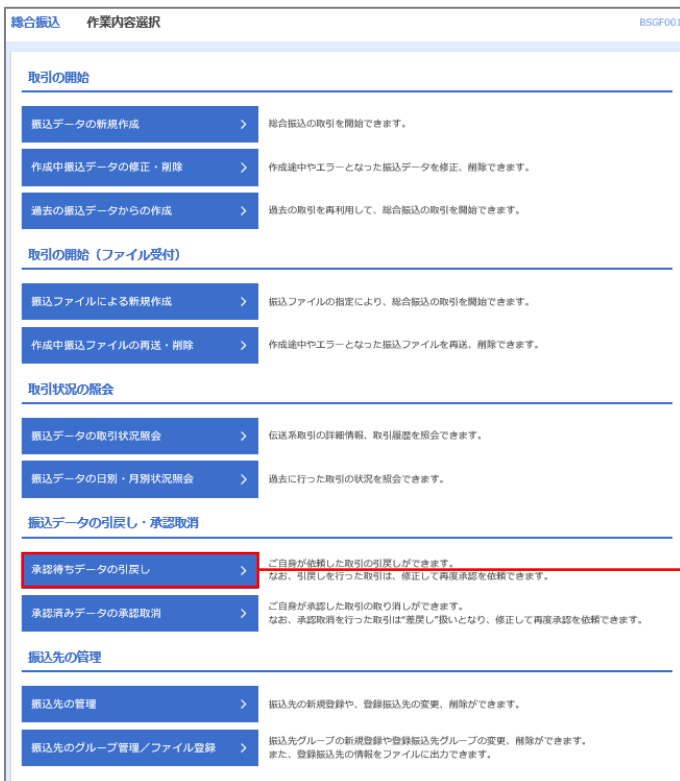 総合振込 作業内容選択 BSGF001
取引の開始
振込データの新規作成 総合振込の取引を開始できます。
作成中振込データの修正・削除 作成途中やエラーとなった振込データを修正、削除できます。
過去の振込データからの作成 過去の取引を再利用して、総合振込の取引を開始できます。
取引の開始（ファイル受付）
振込ファイルによる新規作成 振込ファイルの指定により、総合振込の取引を開始できます。
作成中振込ファイルの再送・削除 作成途中やエラーとなった振込ファイルを再送、削除できます。
取引状況の照会
振込データの取引状況照会 伝送系取引の詳細情報、取引履歴を照会できます。
振込データの日別・月別状況照会 過去に行った取引の状況を照会できます。
振込データの引戻し・承認取消
承認待ちデータの引戻し ご自身が依頼した取引の引戻しができます。
なお、引戻しを行った取引は、修正して再度承認を依頼できます。
承認済みデータの承認取消 ご自身が承認した取引の取り消しができます。
なお、承認取消を行った取引は“差戻し”扱いとなり、修正して再度承認を依頼できます。
振込先の管理
振込先の管理 振込先の新規登録や、登録振込先の変更、削除ができます。
振込先のグループ管理／ファイル登録 振込先グループの新規登録や登録振込先グループの変更、削除ができます。
また、登録振込先の情報をファイルに出力できます。